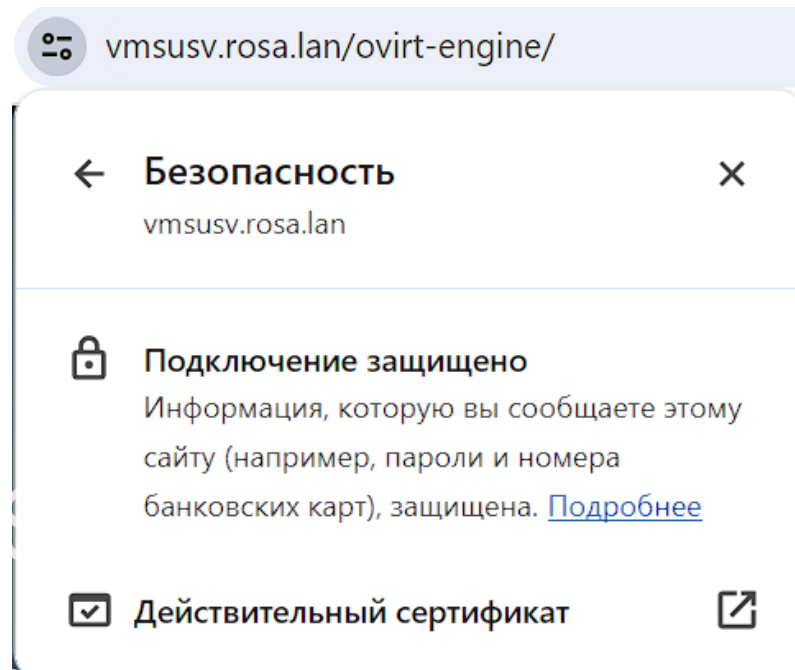 vmsusv.rosa.lan/ovirt-engine/
Безопасность
vmsusv.rosa.lan
Подключение защищено
Информация, которую вы сообщаете этому
сайту (например, пароли и номера
банковских карт), защищена. Подробнее
Действительный сертификат